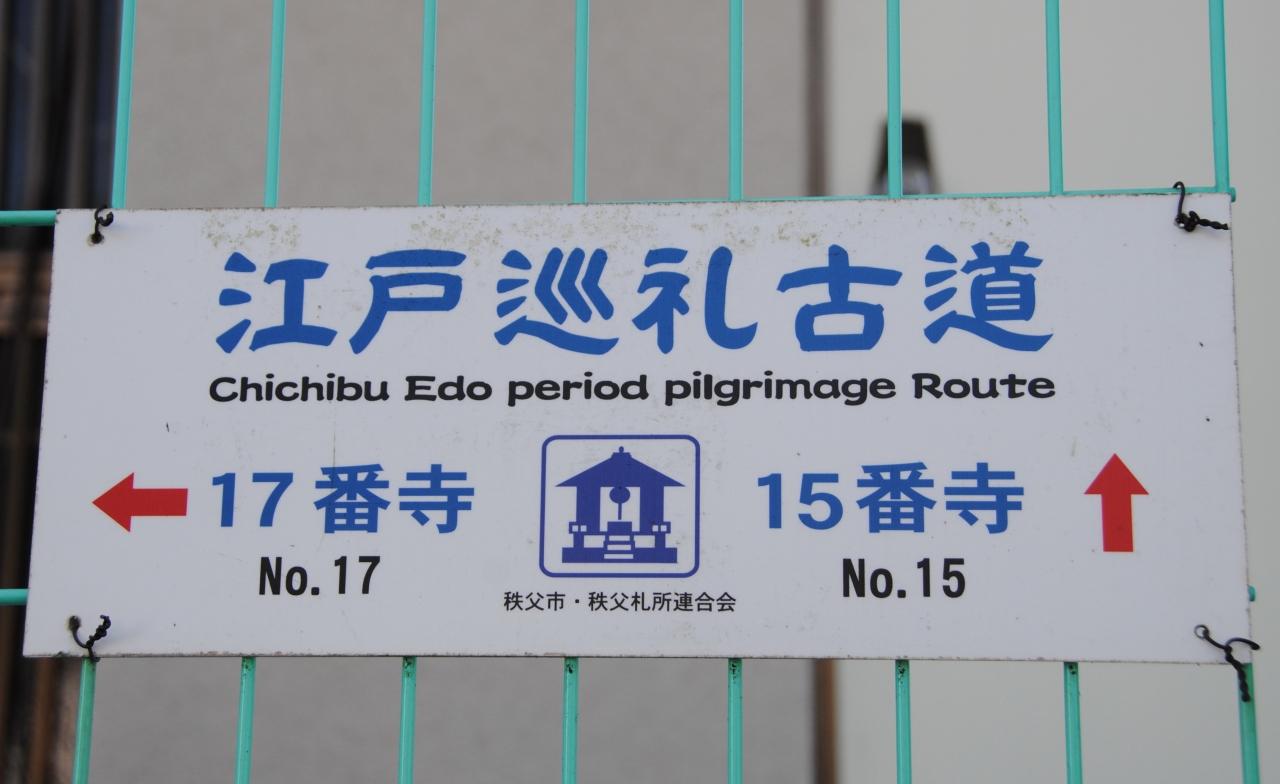 江戸巡礼古道
Chichibu Edo period pilgrimage Route
17番寺
No.17
15番寺
No.15
秩父市・秩父札所連合会